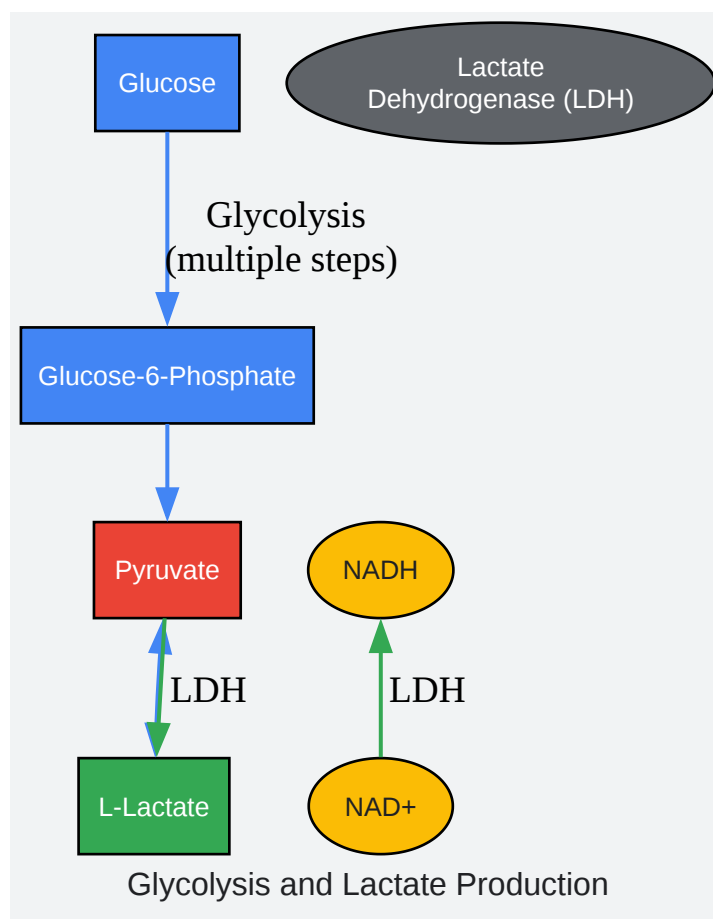 Glucose
Lactate
Dehydrogenase (LDH)
Glycolysis
(multiple steps)
Glucose-6-Phosphate
Pyruvate
NADH
LDH
LDH
L-Lactate
NAD+
Glycolysis and Lactate Production